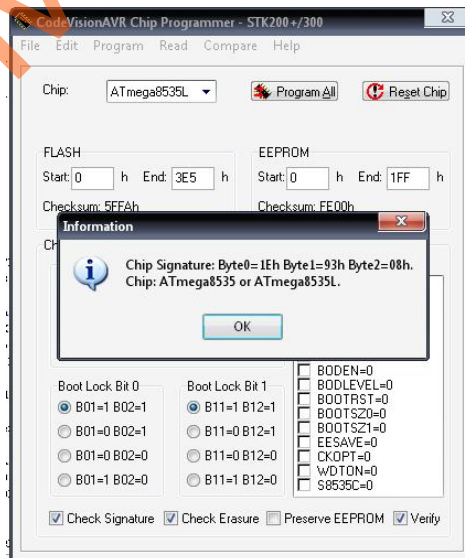 CodeVisionAVR Chip Programmer - STK200+/300
File Edit Program Read Compare Help
Chip: ATmega8535L Program All Reset Chip
FLASH EEPROM
Start: 0 h End: 3E5 h Start: 0 h End: 1FF h
Checksum: 5FFAh Checksum: FE00h
Information
Chip Signature: Byte0=1Eh Byte1=93h Byte2=08h.
Chip: ATmega8535 or ATmega8535L.
OK
BODEN=0
BODLEVEL=0
BOOTRST=0
BOOTSZ0=0
BOOTSZ1=0
EESAVE=0
CKOPT=0
WDTON=0
S8535C=0
Boot Lock Bit 0 Boot Lock Bit 1
B01=1 B02=1 B11=1 B12=1
B01=0 B02=1 B11=0 B12=1
B01=0 B02=0 B11=0 B12=0
B01=1 B02=0 B11=1 B12=0
Check Signature Check Erasure Preserve EEPROM Verify